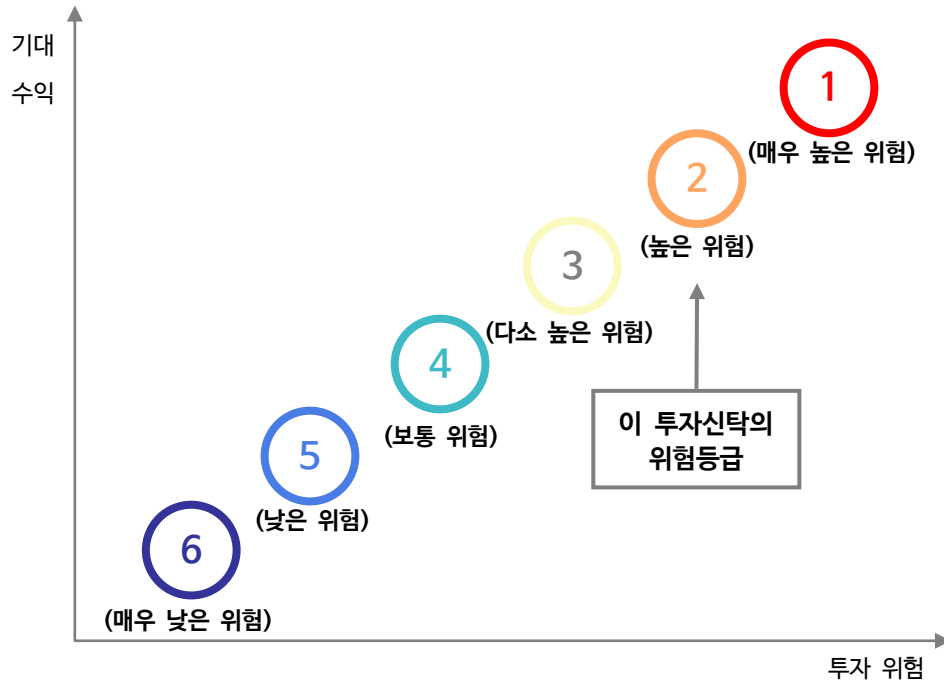 기대
수익
1
(매우 높은 위험)
2
(높은 위험)
3
(다소 높은 위험)
4
(보통 위험)
이 투자신탁의
위험등급
5
(낮은 위험)
6
(매우 낮은 위험)
투자 위험